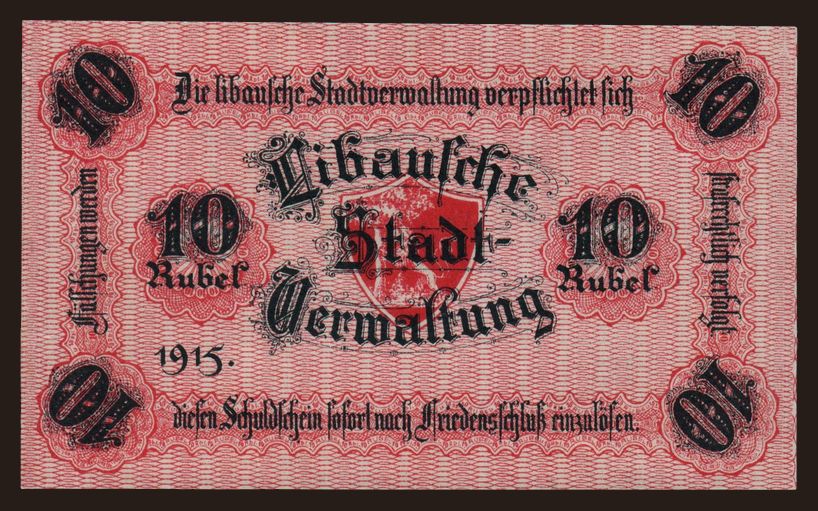 10
10
Die libausche Stadtverwaltung verpflichtet sich
Libausche
Stadt-
Verwaltung
10
Rubel
10
Rubel
1915.
Fälschungen werden
strafrechtlich verfolgt
diesen Schuldschein sofort nach Friedensschluß einzulösen.
10
10